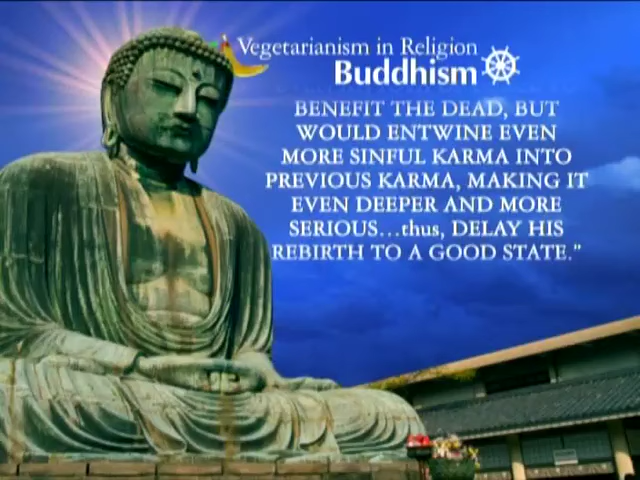 Vegetarianism in Religion
Buddhism
BENEFIT THE DEAD, BUT
WOULD ENTWINE EVEN
MORE SINFUL KARMA INTO
PREVIOUS KARMA, MAKING IT
EVEN DEEPER AND MORE
SERIOUS...thus, DELAY HIS
REBIRTH TO A GOOD STATE.”